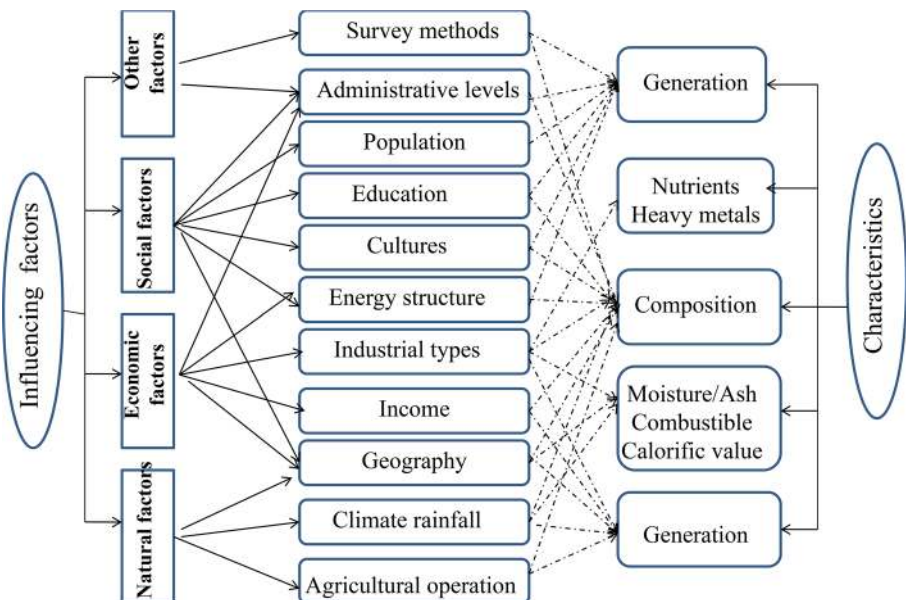 Influencing factors
Other
factors
Social factors
Economic
factors
Natural factors
Survey methods
Administrative levels
Population
Education
Cultures
Energy structure
Industrial types
Income
Geography
Climate rainfall
Agricultural operation
Generation
Nutrients
Heavy metals
Composition
Moisture/Ash
Combustible
Calorific value
Generation
Characteristics